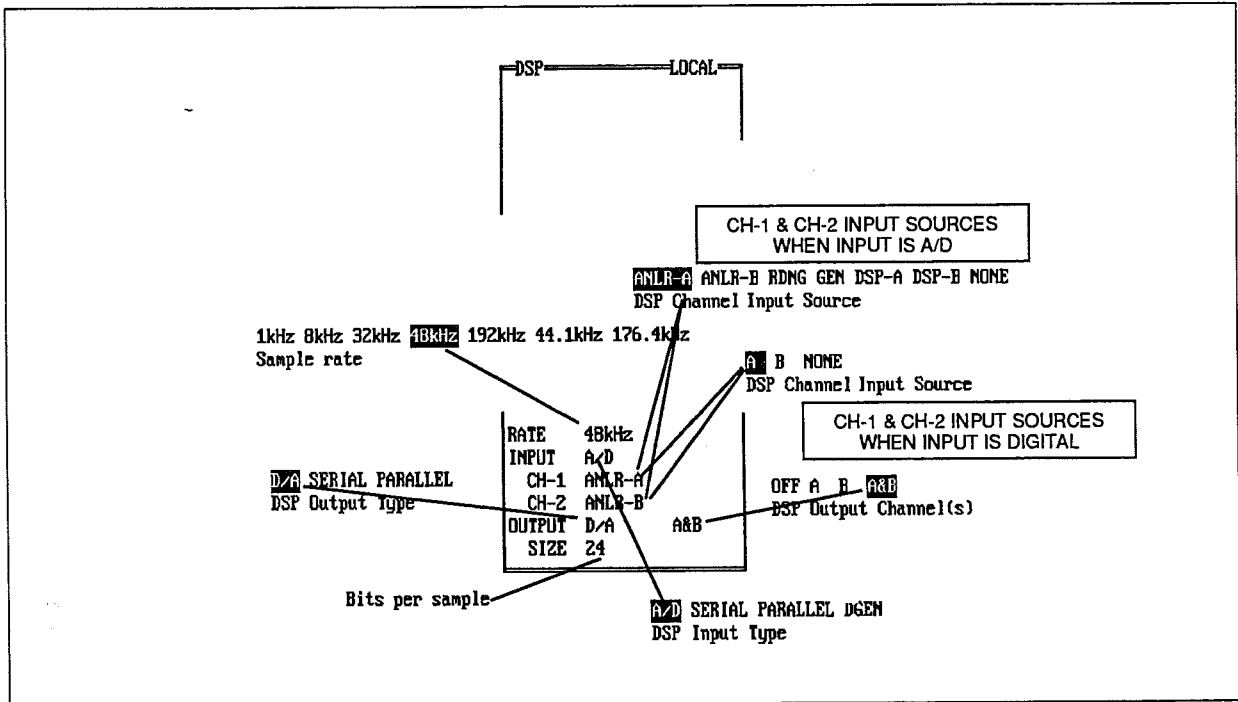 DSP LOCAL
CH-1 & CH-2 INPUT SOURCES
WHEN INPUT IS A/D
ANLR-A ANLR-B RDNG GEN DSP-A DSP-B NONE
DSP Channel Input Source
1kHz 8kHz 32kHz 48kHz 192kHz 44.1kHz 176.4kHz
Sample rate
A B NONE
DSP Channel Input Source
CH-1 & CH-2 INPUT SOURCES
WHEN INPUT IS DIGITAL
RATE 48kHz
INPUT A/D
CH-1 ANLR-A
CH-2 ANLR-B
OUTPUT D/A A&B
SIZE 24
D/A SERIAL PARALLEL
DSP Output Type
OFF A B A&B
DSP Output Channel(s)
Bits per sample
A/D SERIAL PARALLEL DGEN
DSP Input Type